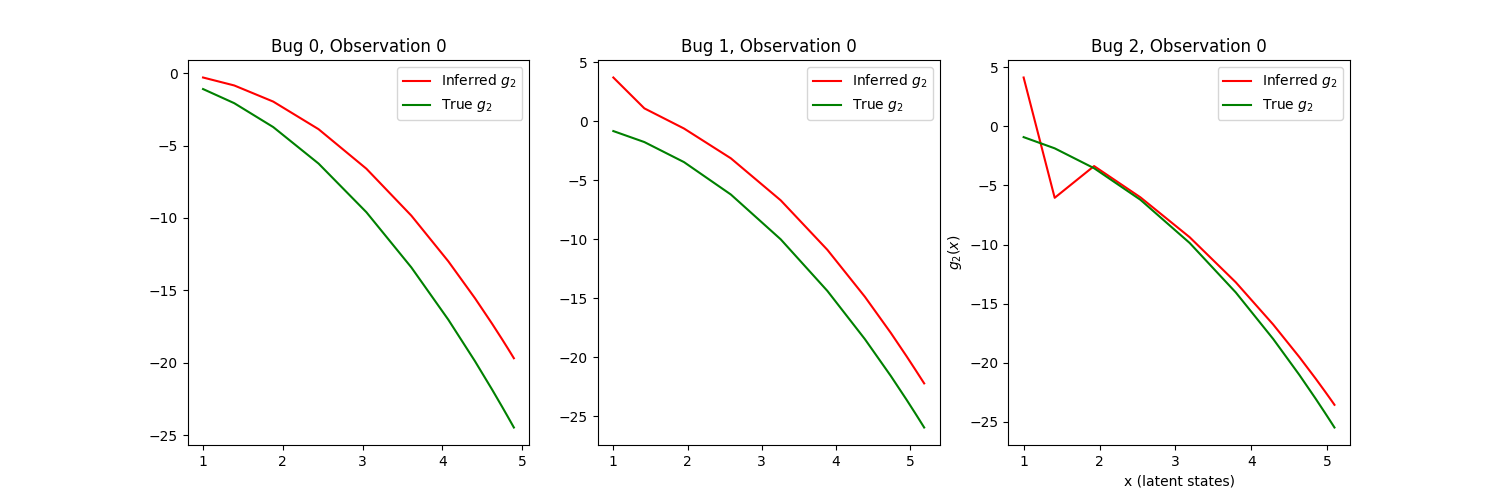 Bug 0, Observation 0
Inferred g₂
True g₂
0
−5
−10
−15
−20
−25
1 2 3 4 5
Bug 1, Observation 0
Inferred g₂
True g₂
5
0
−5
−10
−15
−20
−25
1 2 3 4 5
Bug 2, Observation 0
Inferred g₂
True g₂
g₂(x)
5
0
−5
−10
−15
−20
−25
1 2 3 4 5
x (latent states)